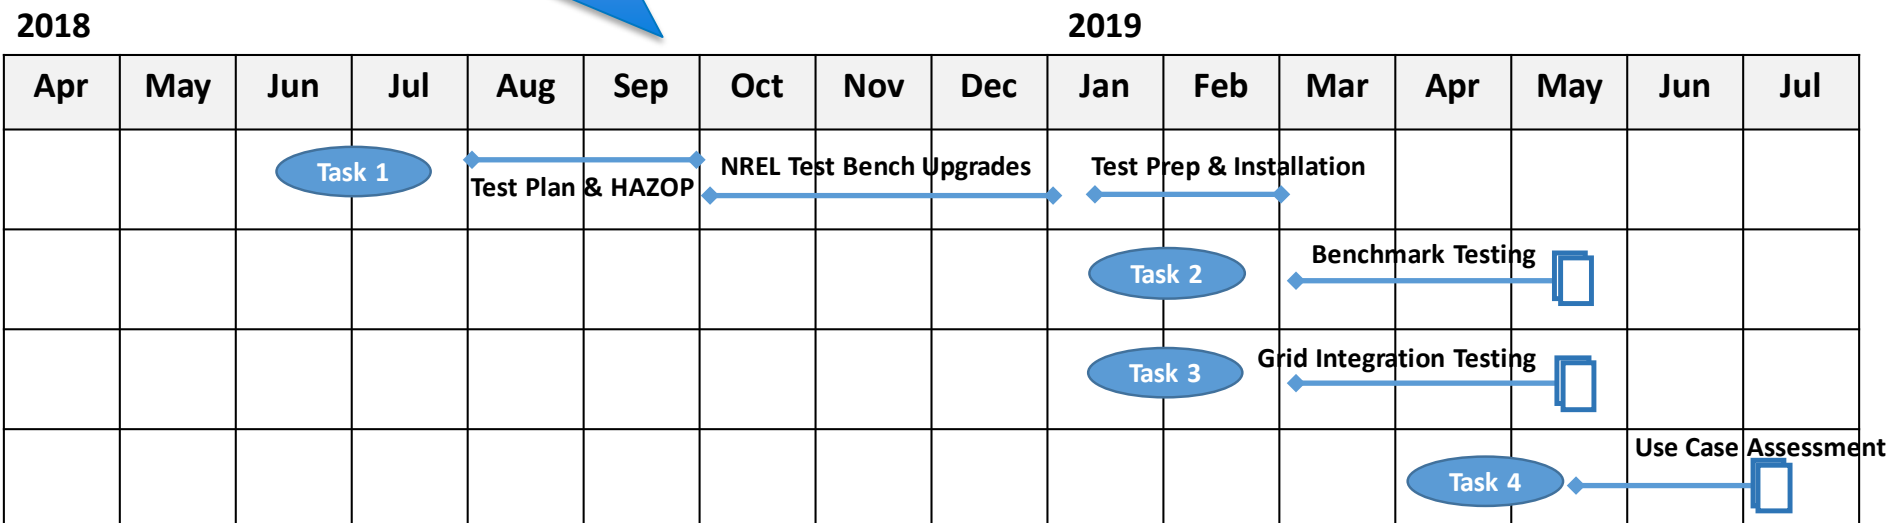 2018 2019
Apr May Jun Jul Aug Sep Oct Nov Dec Jan Feb Mar Apr May Jun Jul
Task 1 Test Plan & HAZOP NREL Test Bench Upgrades Test Prep & Installation
Task 2 Benchmark Testing
Task 3 Grid Integration Testing
Task 4 Use Case Assessment